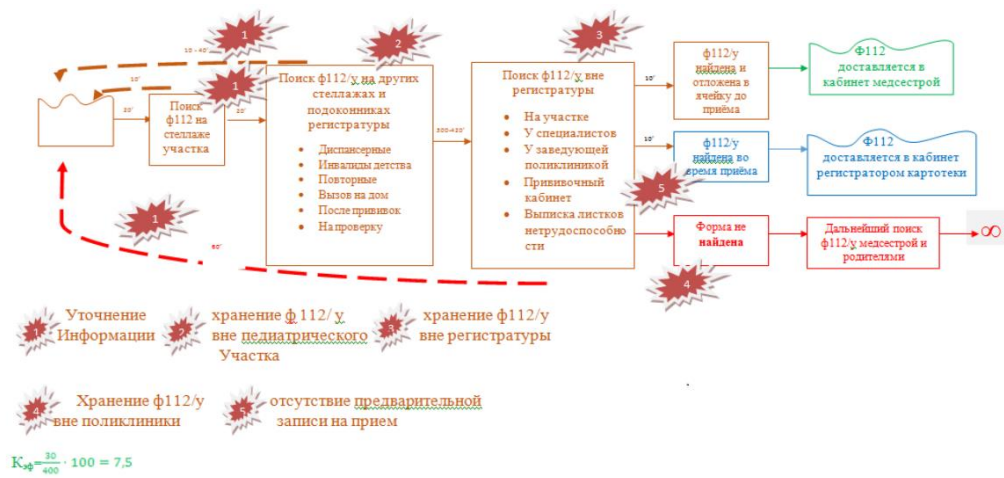 1
2
3
10 - 40'
10'
1
20'
Поиск
ф112 на
стеллаже
участка
20'
Поиск ф112/у на других
стеллажах и
подоконниках
регистратуры
• Диспансерные
• Инвалиды детства
• Повторные
• Вызов на дом
• После прививок
• На проверку
Поиск ф112/у вне
регистратуры
• На участке
• У специалистов
• У заведующей
поликлиникой
• Прививочный
кабинет
• Выписка листков
нетрудоспособно
сти
10'
ф112/у
найдена и
отложена в
ячейку до
приёма
Ф112
доставляется в
кабинет медсестрой
10'
ф112/у
найдена во
время приёма
Ф112
доставляется в кабинет
регистратором картотеки
5
Форма не
найдена
Дальнейший поиск
ф112/у медсестрой и
родителями
∞
1
80'
4
1 Уточнение
Информации
2 хранение ф 112/ у
вне педиатрического
Участка
3 хранение ф112/у
вне регистратуры
4 Хранение ф112/у
вне поликлиники
5 отсутствие предварительной
записи на прием
Кэф=30/400 · 100 = 7,5